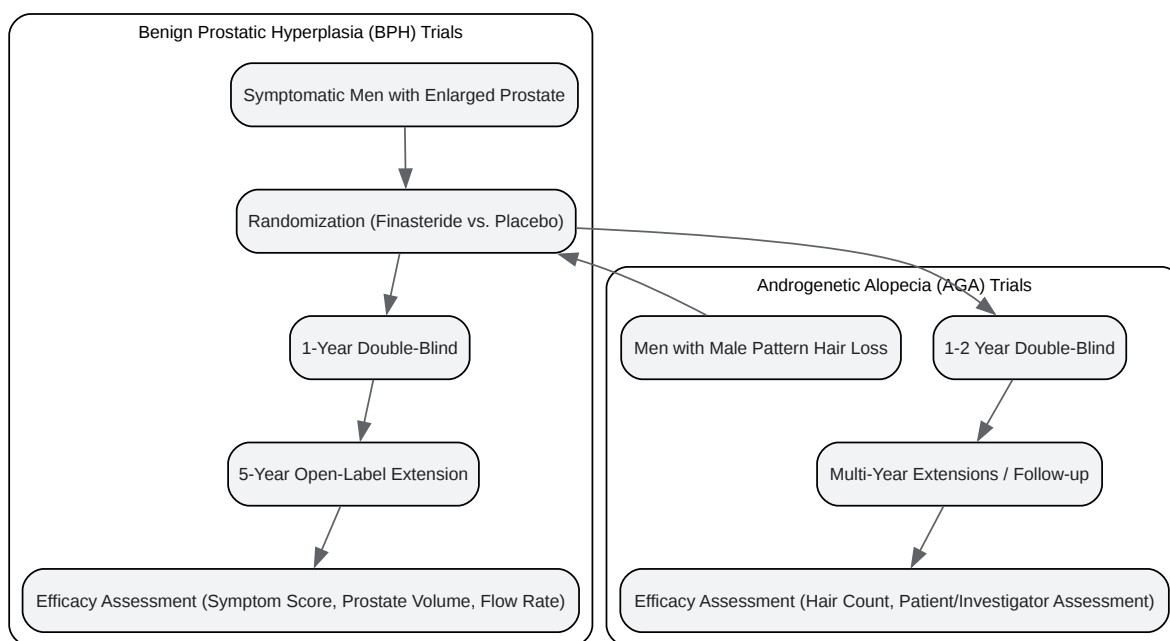 Benign Prostatic Hyperplasia (BPH) Trials
Symptomatic Men with Enlarged Prostate
Randomization (Finasteride vs. Placebo)
1-Year Double-Blind
5-Year Open-Label Extension
Efficacy Assessment (Symptom Score, Prostate Volume, Flow Rate)
Androgenetic Alopecia (AGA) Trials
Men with Male Pattern Hair Loss
1-2 Year Double-Blind
Multi-Year Extensions / Follow-up
Efficacy Assessment (Hair Count, Patient/Investigator Assessment)